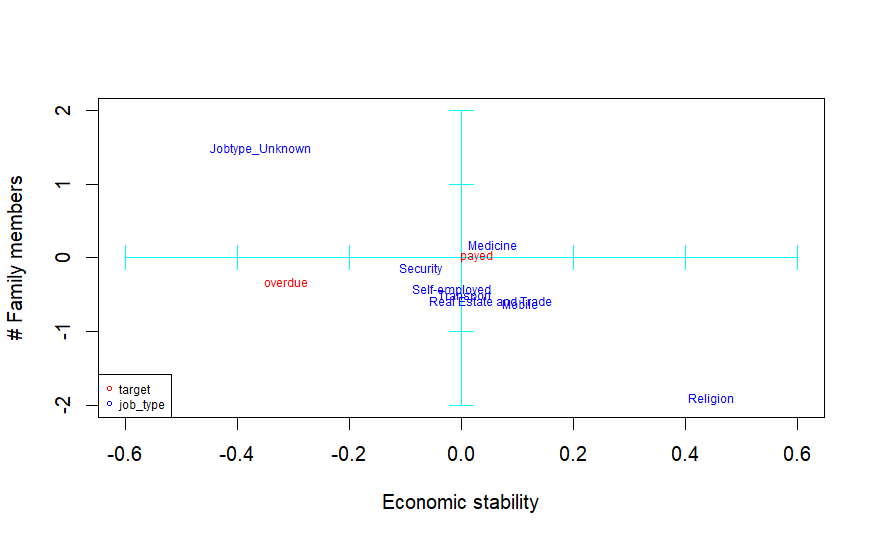 2
Jobtype_Unknown
1
Medicine
payed
0
Security
overdue
Self-employed
Transport
Real Estate and Trade
Mobile
-1
Religion
-2
# Family members
target
job_type
-0.6 -0.4 -0.2 0.0 0.2 0.4 0.6
Economic stability